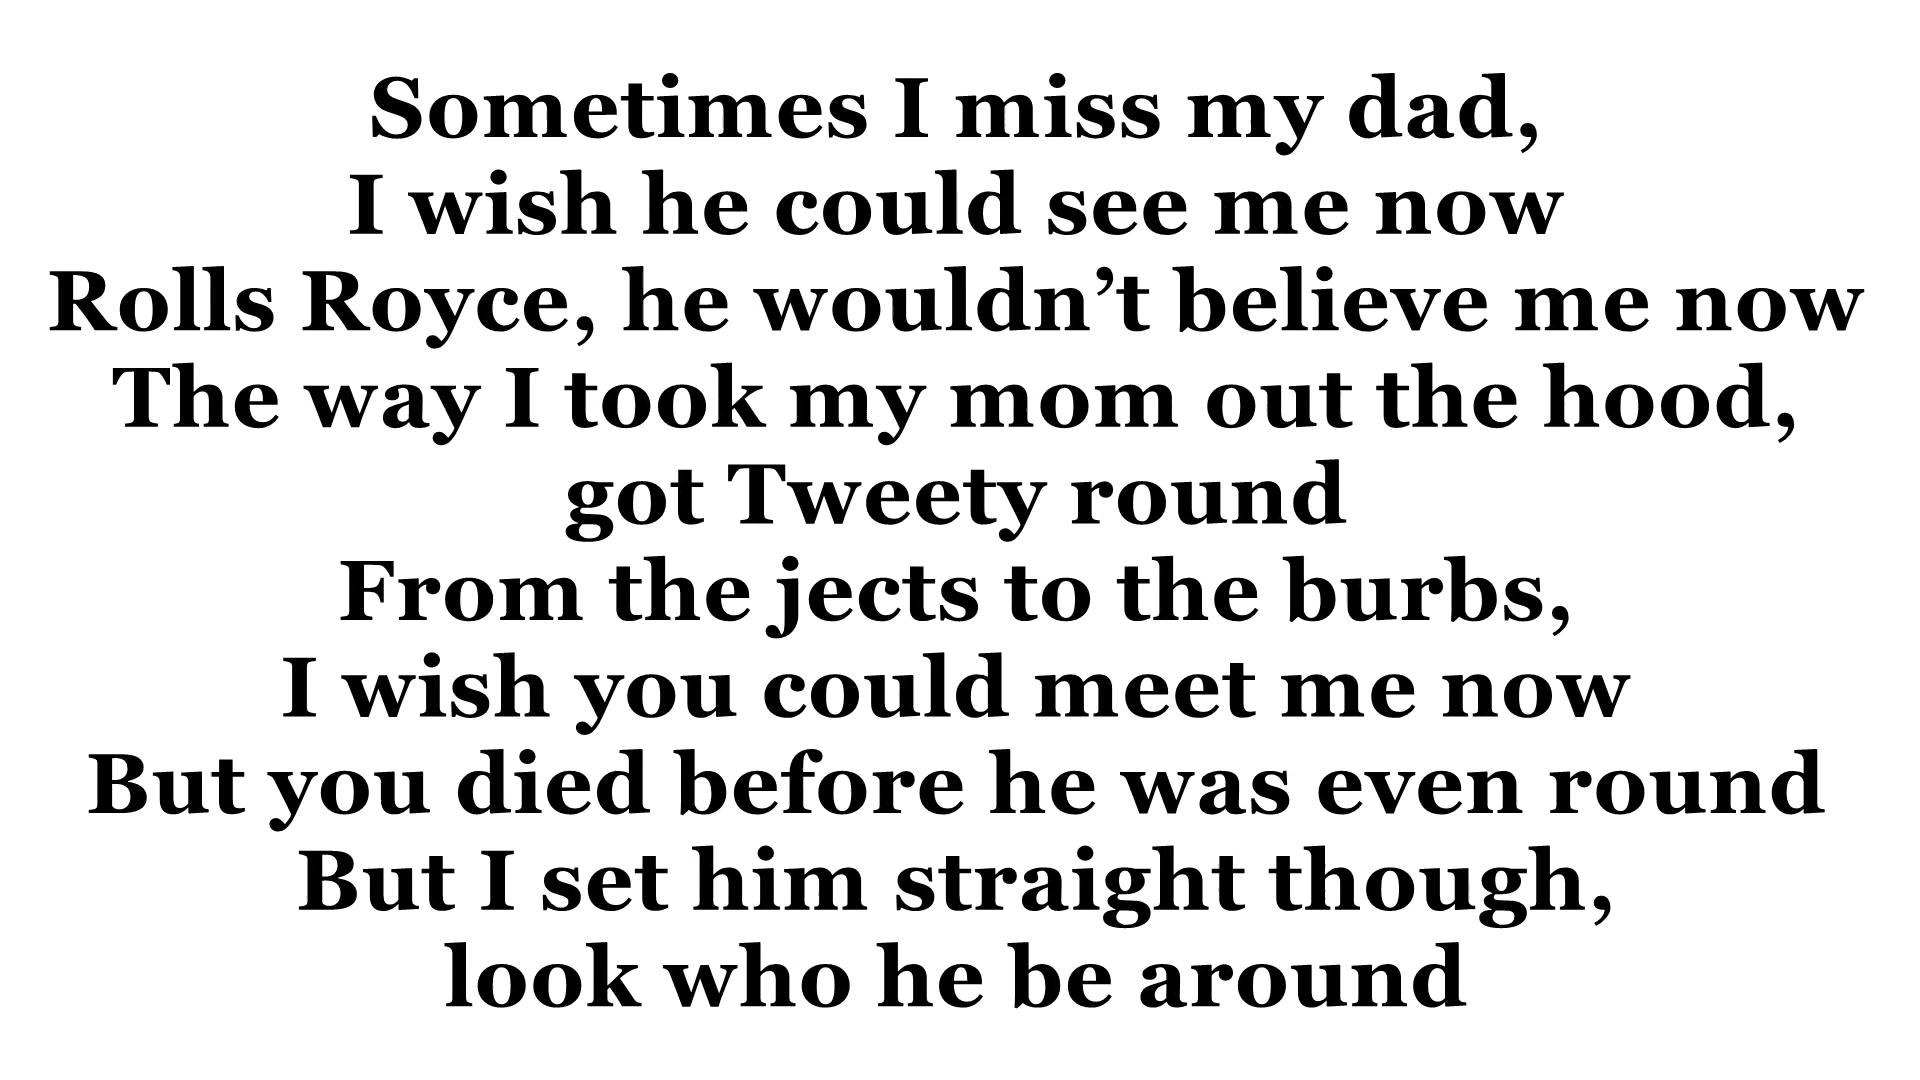 Sometimes I miss my dad,
I wish he could see me now
Rolls Royce, he wouldn’t believe me now
The way I took my mom out the hood,
got Tweety round
From the jects to the burbs,
I wish you could meet me now
But you died before he was even round
But I set him straight though,
look who he be around